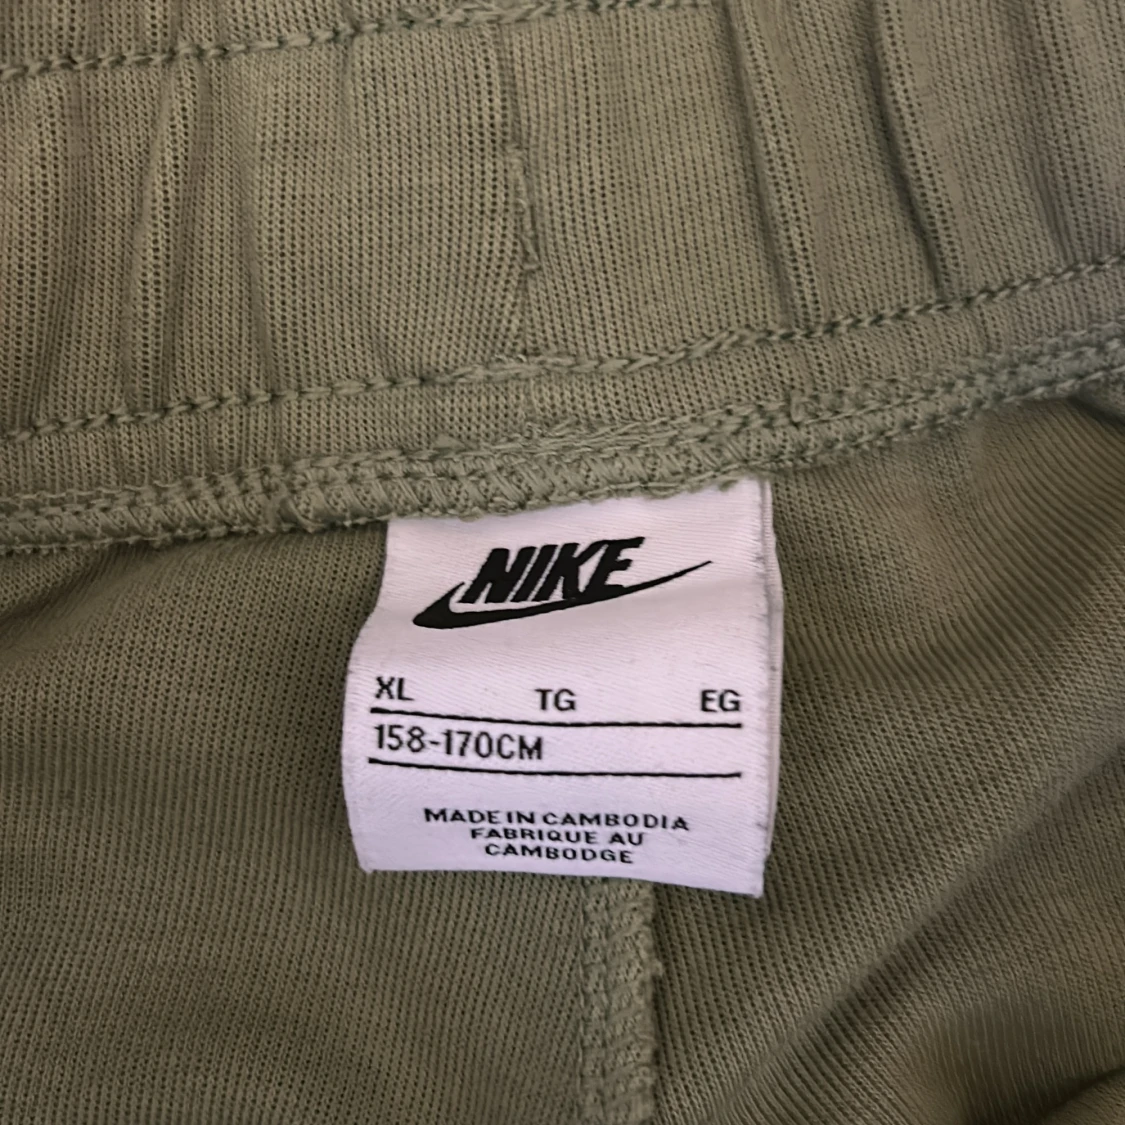 NIKE
XL TG EG
158-170CM
MADE IN CAMBODIA
FABRIQUE AU
CAMBODGE